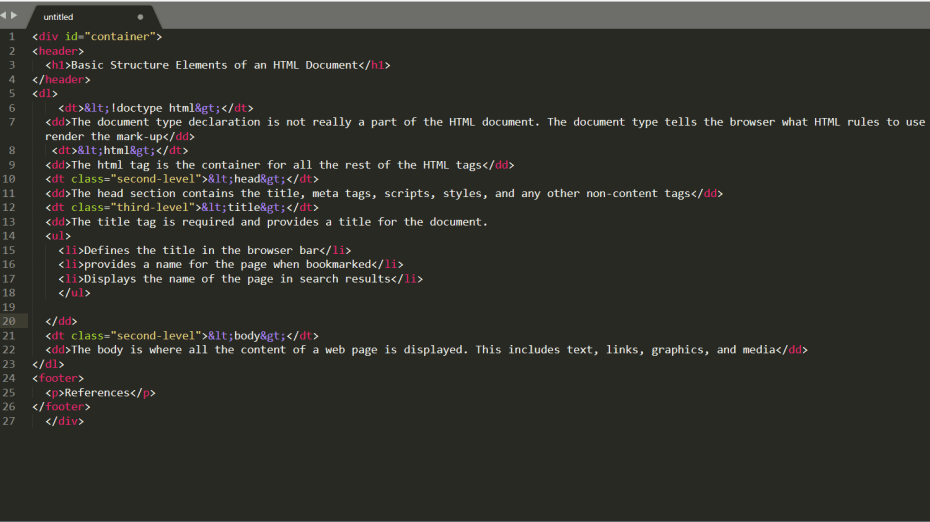 untitled
1 <div id="container">
2 <header>
3 <h1>Basic Structure Elements of an HTML Document</h1>
4 </header>
5 <dl>
6 <dt>&lt;!doctype html&gt;</dt>
7 <dd>The document type declaration is not really a part of the HTML document. The document type tells the browser what HTML rules to use
render the mark-up</dd>
8 <dt>&lt;html&gt;</dt>
9 <dd>The html tag is the container for all the rest of the HTML tags</dd>
10 <dt class="second-level">&lt;head&gt;</dt>
11 <dd>The head section contains the title, meta tags, scripts, styles, and any other non-content tags</dd>
12 <dt class="third-level">&lt;title&gt;</dt>
13 <dd>The title tag is required and provides a title for the document.
14 <ul>
15 <li>Defines the title in the browser bar</li>
16 <li>provides a name for the page when bookmarked</li>
17 <li>Displays the name of the page in search results</li>
18 </ul>
19
20 </dd>
21 <dt class="second-level">&lt;body&gt;</dt>
22 <dd>The body is where all the content of a web page is displayed. This includes text, links, graphics, and media</dd>
23 </dl>
24 <footer>
25 <p>References</p>
26 </footer>
27 </div>